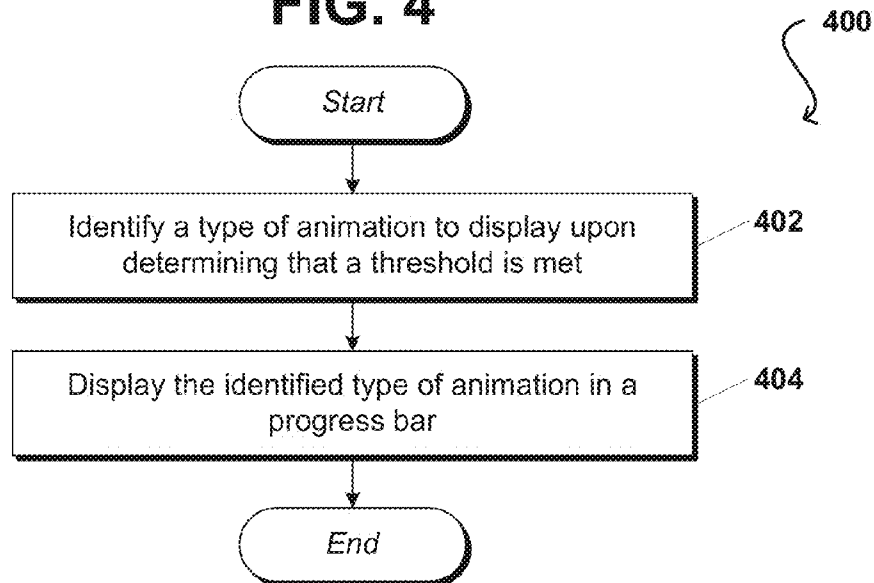 FIG. 4
400
Start
Identify a type of animation to display upon
determining that a threshold is met
402
Display the identified type of animation in a
progress bar
404
End